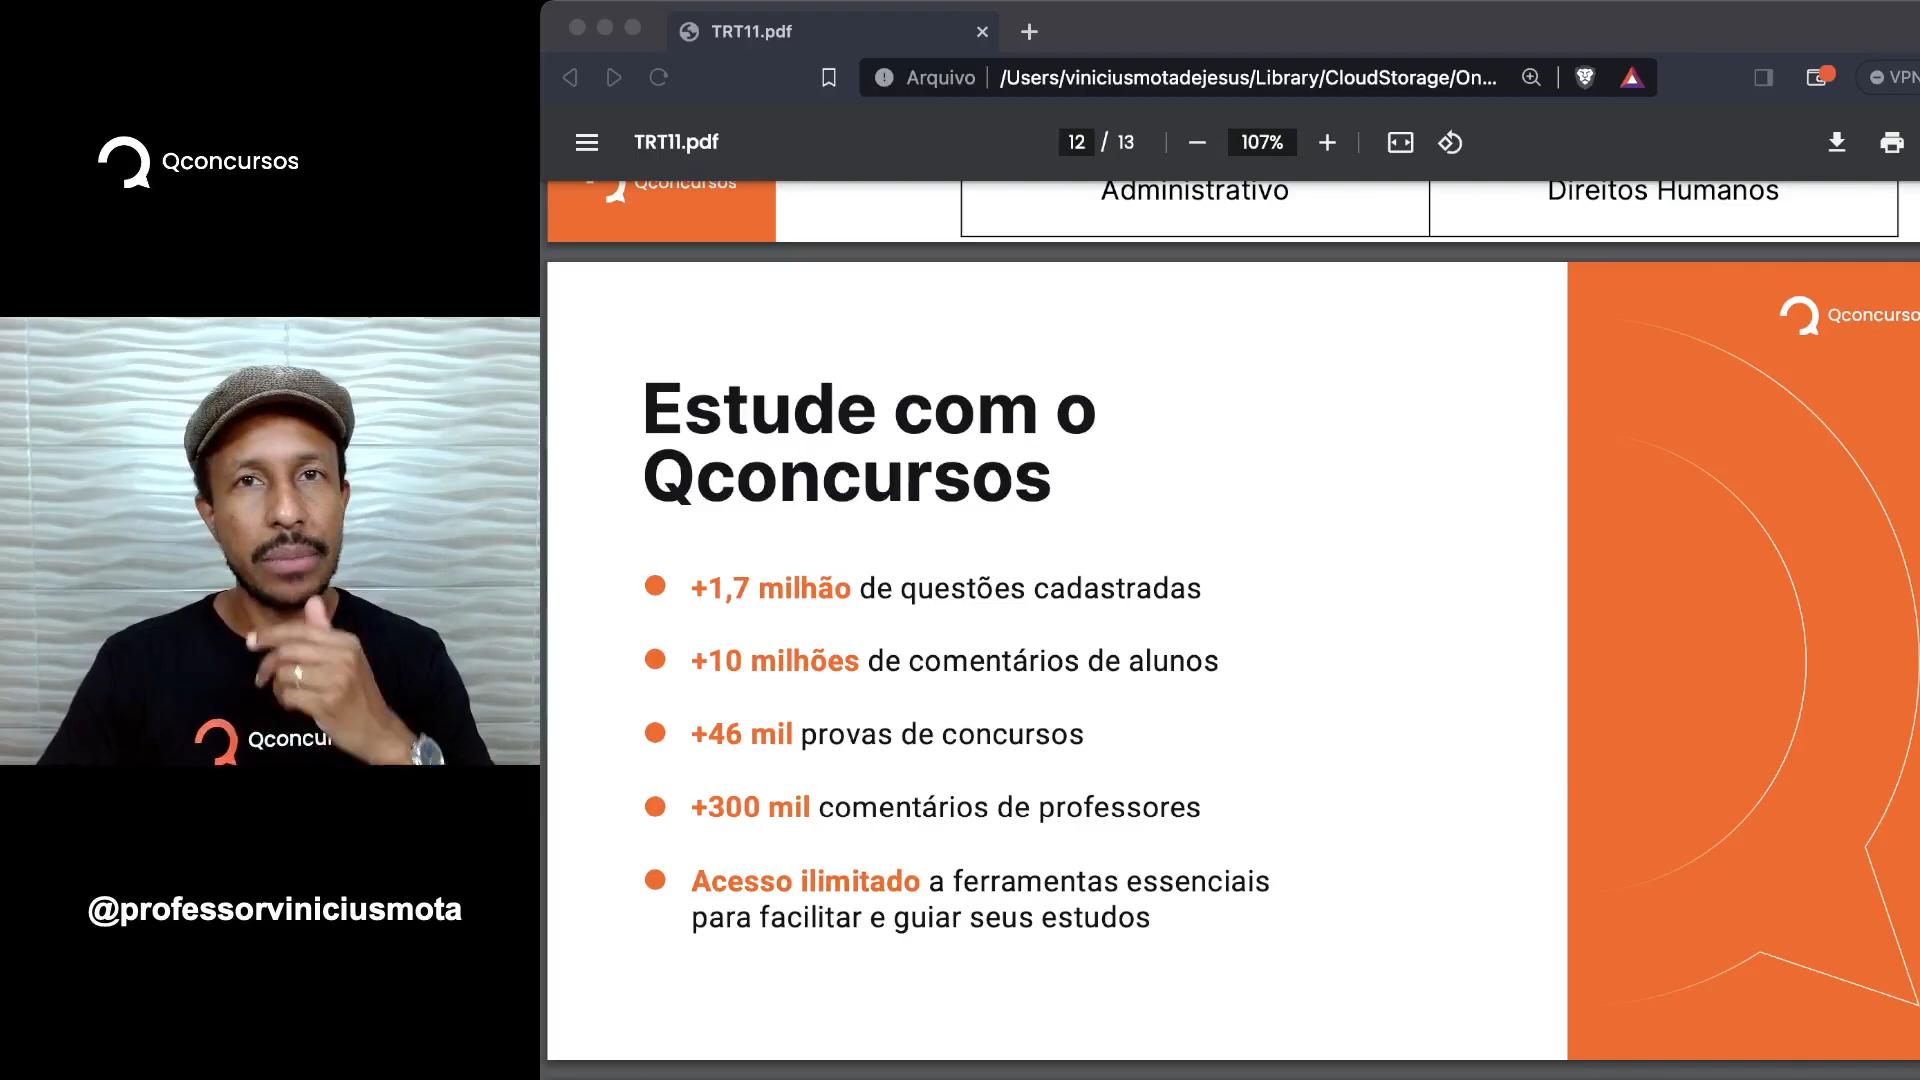 Qconcursos
Qconcu
@professorviniciusmota
TRT11.pdf
Arquivo
/Users/viniciusmotadejesus/Library/CloudStorage/On...
VPN
TRT11.pdf
12 / 13
107%
Qconcursos
Administrativo
Direitos Humanos
Qconcurso
Estude com o
Qconcursos
+1,7 milhão de questões cadastradas
+10 milhões de comentários de alunos
+46 mil provas de concursos
+300 mil comentários de professores
Acesso ilimitado a ferramentas essenciais
para facilitar e guiar seus estudos